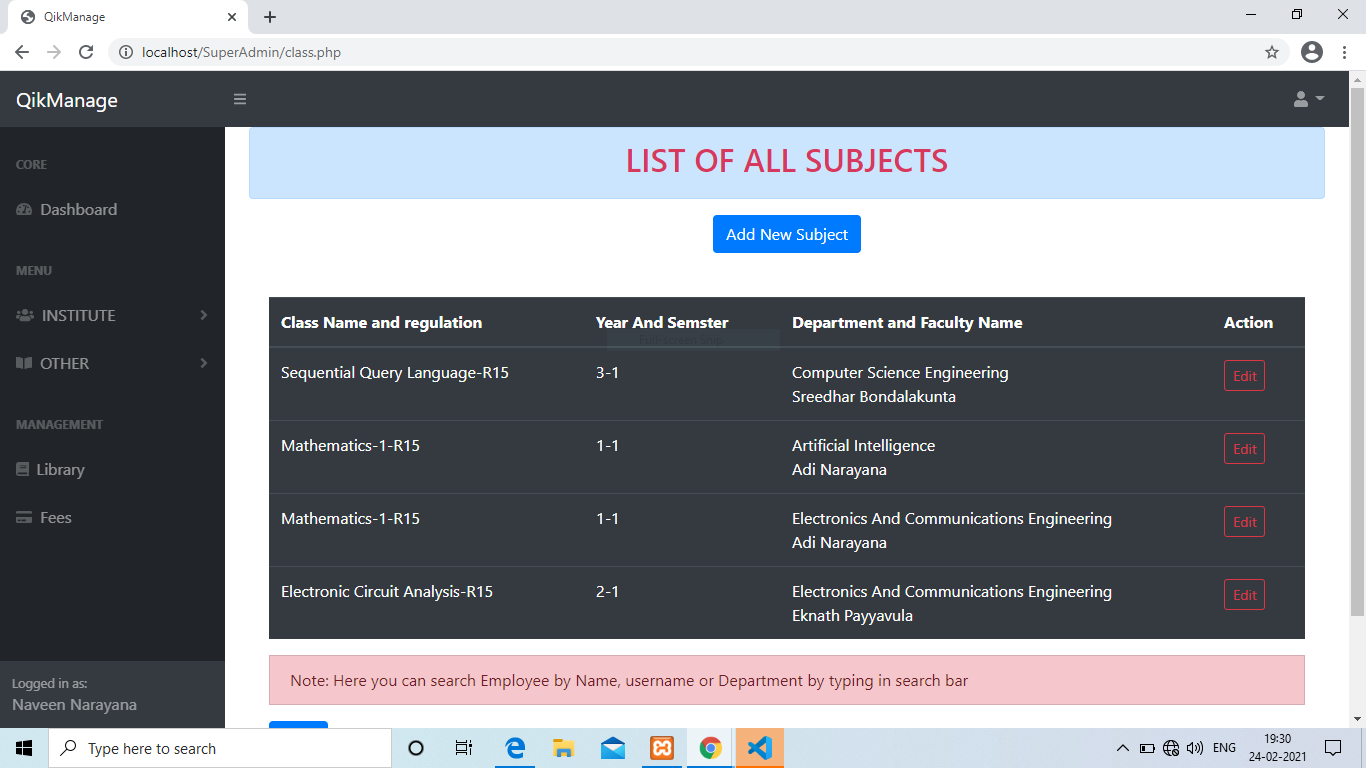 QikManage
localhost/SuperAdmin/class.php
QikManage
CORE
Dashboard
MENU
INSTITUTE
OTHER
MANAGEMENT
Library
Fees
Logged in as:
Naveen Narayana
LIST OF ALL SUBJECTS
Add New Subject
Class Name and regulation Year And Semster Department and Faculty Name Action
Sequential Query Language-R15 3-1 Computer Science Engineering Edit
Sreedhar Bondalakunta
Mathematics-1-R15 1-1 Artificial Intelligence Edit
Adi Narayana
Mathematics-1-R15 1-1 Electronics And Communications Engineering Edit
Adi Narayana
Electronic Circuit Analysis-R15 2-1 Electronics And Communications Engineering Edit
Eknath Payyavula
Note: Here you can search Employee by Name, username or Department by typing in search bar
Type here to search
ENG
19:30
24-02-2021